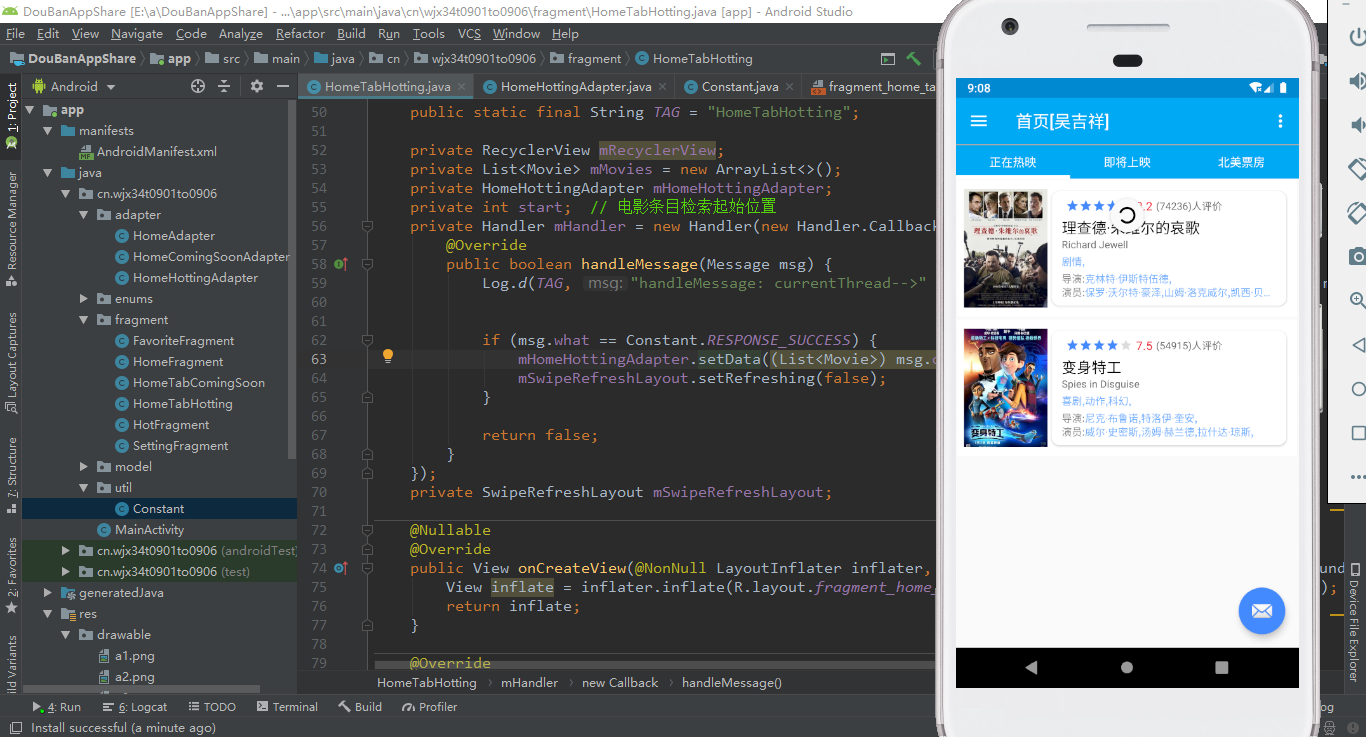 DouBanAppShare [E:\a\DouBanAppShare] - ...\app\src\main\java\cn\wjx34t0901to0906\fragment\HomeTabHotting.java [app] - Android Studio
File Edit View Navigate Code Analyze Refactor Build Run Tools VCS Window Help
DouBanAppShare app src main java cn wjx34t0901to0906 fragment HomeTabHotting
Android
HomeTabHotting.java HomeHottingAdapter.java Constant.java fragment_home_ta
1: Project
Resource Manager
Layout Captures
7: Structure
2: Favorites
ild Variants
app
manifests
AndroidManifest.xml
java
cn.wjx34t0901to0906
adapter
HomeAdapter
HomeComingSoonAdapter
HomeHottingAdapter
enums
fragment
FavoriteFragment
HomeFragment
HomeTabComingSoon
HomeTabHotting
HotFragment
SettingFragment
model
util
Constant
MainActivity
cn.wjx34t0901to0906 (androidTest)
cn.wjx34t0901to0906 (test)
generatedJava
res
drawable
a1.png
a2.png
50 public static final String TAG = "HomeTabHotting";
51
52 private RecyclerView mRecyclerView;
53 private List<Movie> mMovies = new ArrayList<>();
54 private HomeHottingAdapter mHomeHottingAdapter;
55 private int start; // 电影条目检索起始位置
56 private Handler mHandler = new Handler(new Handler.Callback
57 @Override
58 public boolean handleMessage(Message msg) {
59 Log.d(TAG, msg: "handleMessage: currentThread-->"
60
61
62 if (msg.what == Constant.RESPONSE_SUCCESS) {
63 mHomeHottingAdapter.setData((List<Movie>) msg.o
64 mSwipeRefreshLayout.setRefreshing(false);
65 }
66
67 return false;
68 }
69 });
70 private SwipeRefreshLayout mSwipeRefreshLayout;
71
72 @Nullable
73 @Override
74 public View onCreateView(@NonNull LayoutInflater inflater,
75 View inflate = inflater.inflate(R.layout.fragment_home_
76 return inflate;
77 }
78
79 @Override
HomeTabHotting mHandler new Callback handleMessage()
4: Run 6: Logcat TODO Terminal Build Profiler
Install successful (a minute ago)
9:08
首页[吴吉祥]
正在热映 即将上映 北美票房
(74236)人评价
理查德·朱维尔的哀歌
Richard Jewell
剧情,
导演:克林特·伊斯特伍德,
演员:保罗·沃尔特·豪泽,山姆·洛克威尔,凯西·贝...
7.5 (54915)人评价
变身特工
Spies in Disguise
喜剧,动作,科幻,
导演:尼克·布鲁诺,特洛伊·奎安,
演员:威尔·史密斯,汤姆·赫兰德,拉什达·琼斯,
理查德·朱维尔的哀歌
变身特工
und
);
og
Device File Explorer